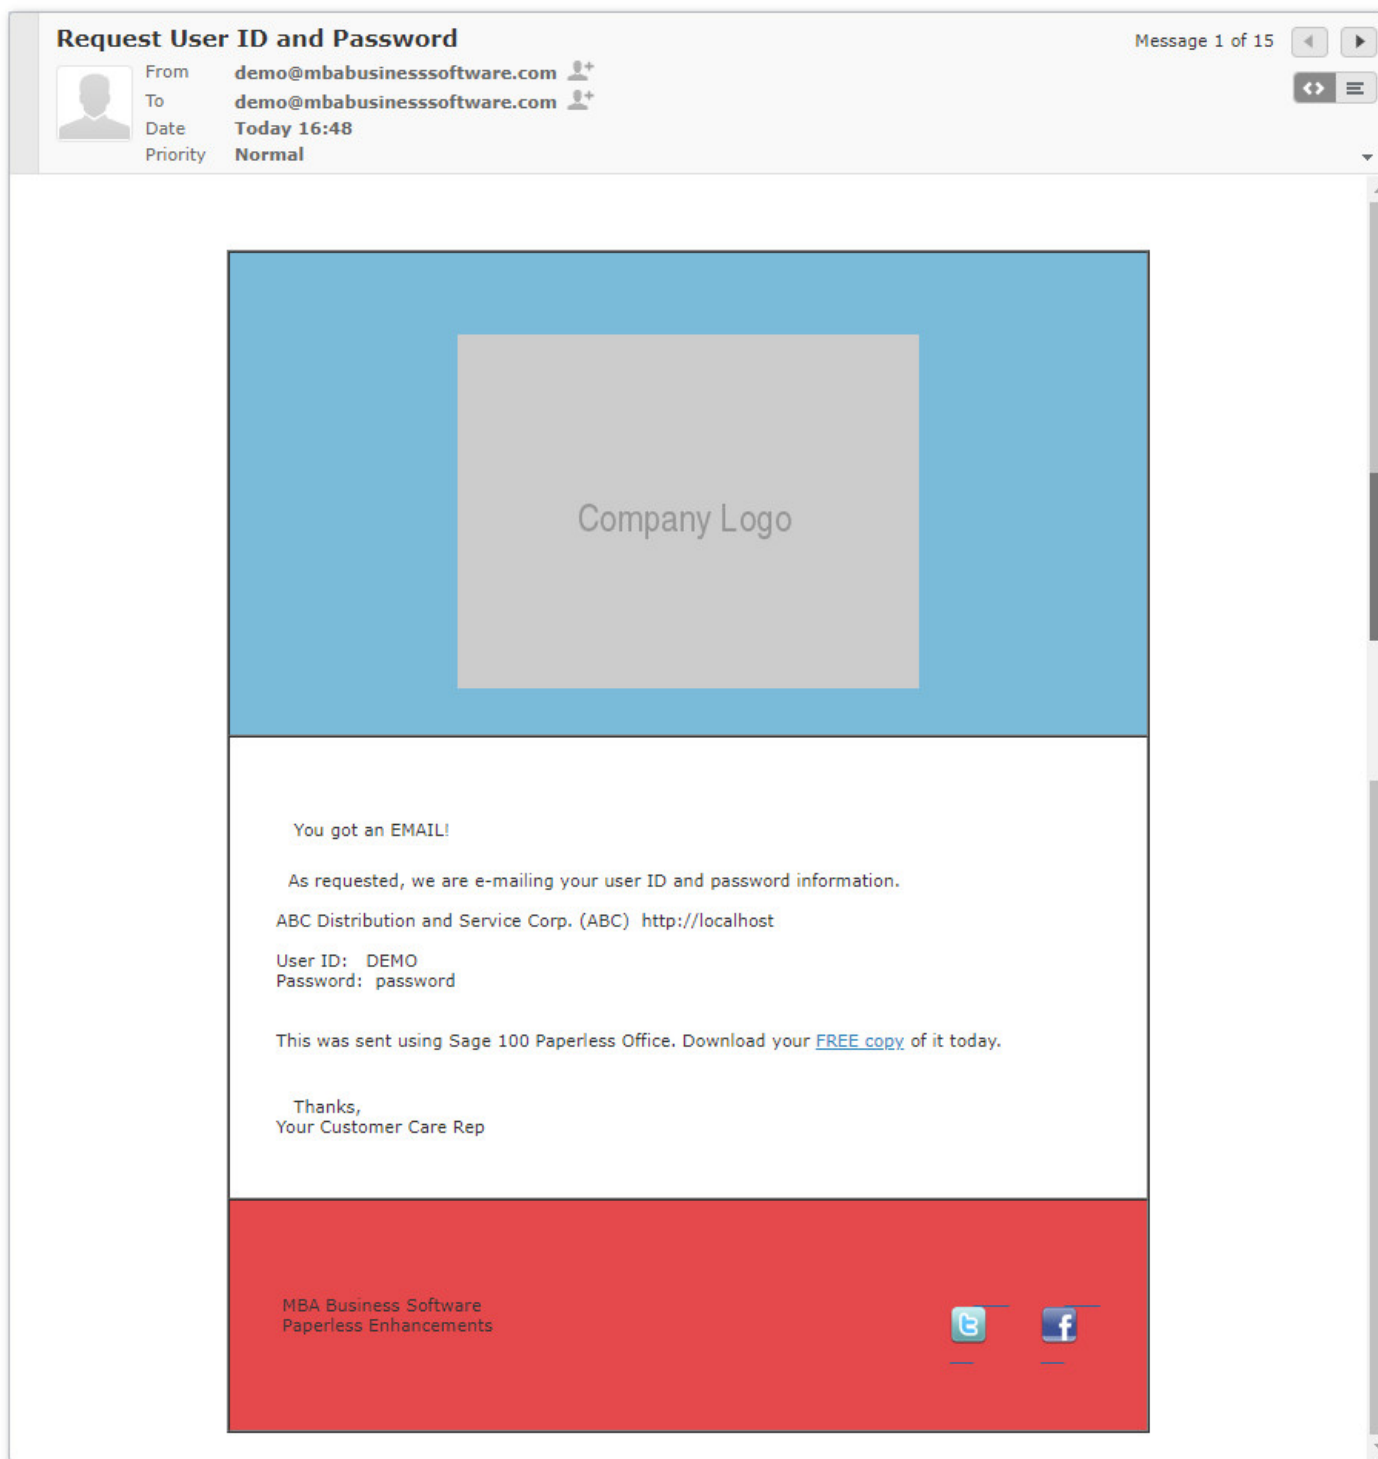 Request User ID and Password
Message 1 of 15
From demo@mbabusinesssoftware.com
To demo@mbabusinesssoftware.com
Date Today 16:48
Priority Normal
Company Logo
You got an EMAIL!
As requested, we are e-mailing your user ID and password information.
ABC Distribution and Service Corp. (ABC) http://localhost
User ID: DEMO
Password: password
This was sent using Sage 100 Paperless Office. Download your FREE copy of it today.
Thanks,
Your Customer Care Rep
MBA Business Software
Paperless Enhancements